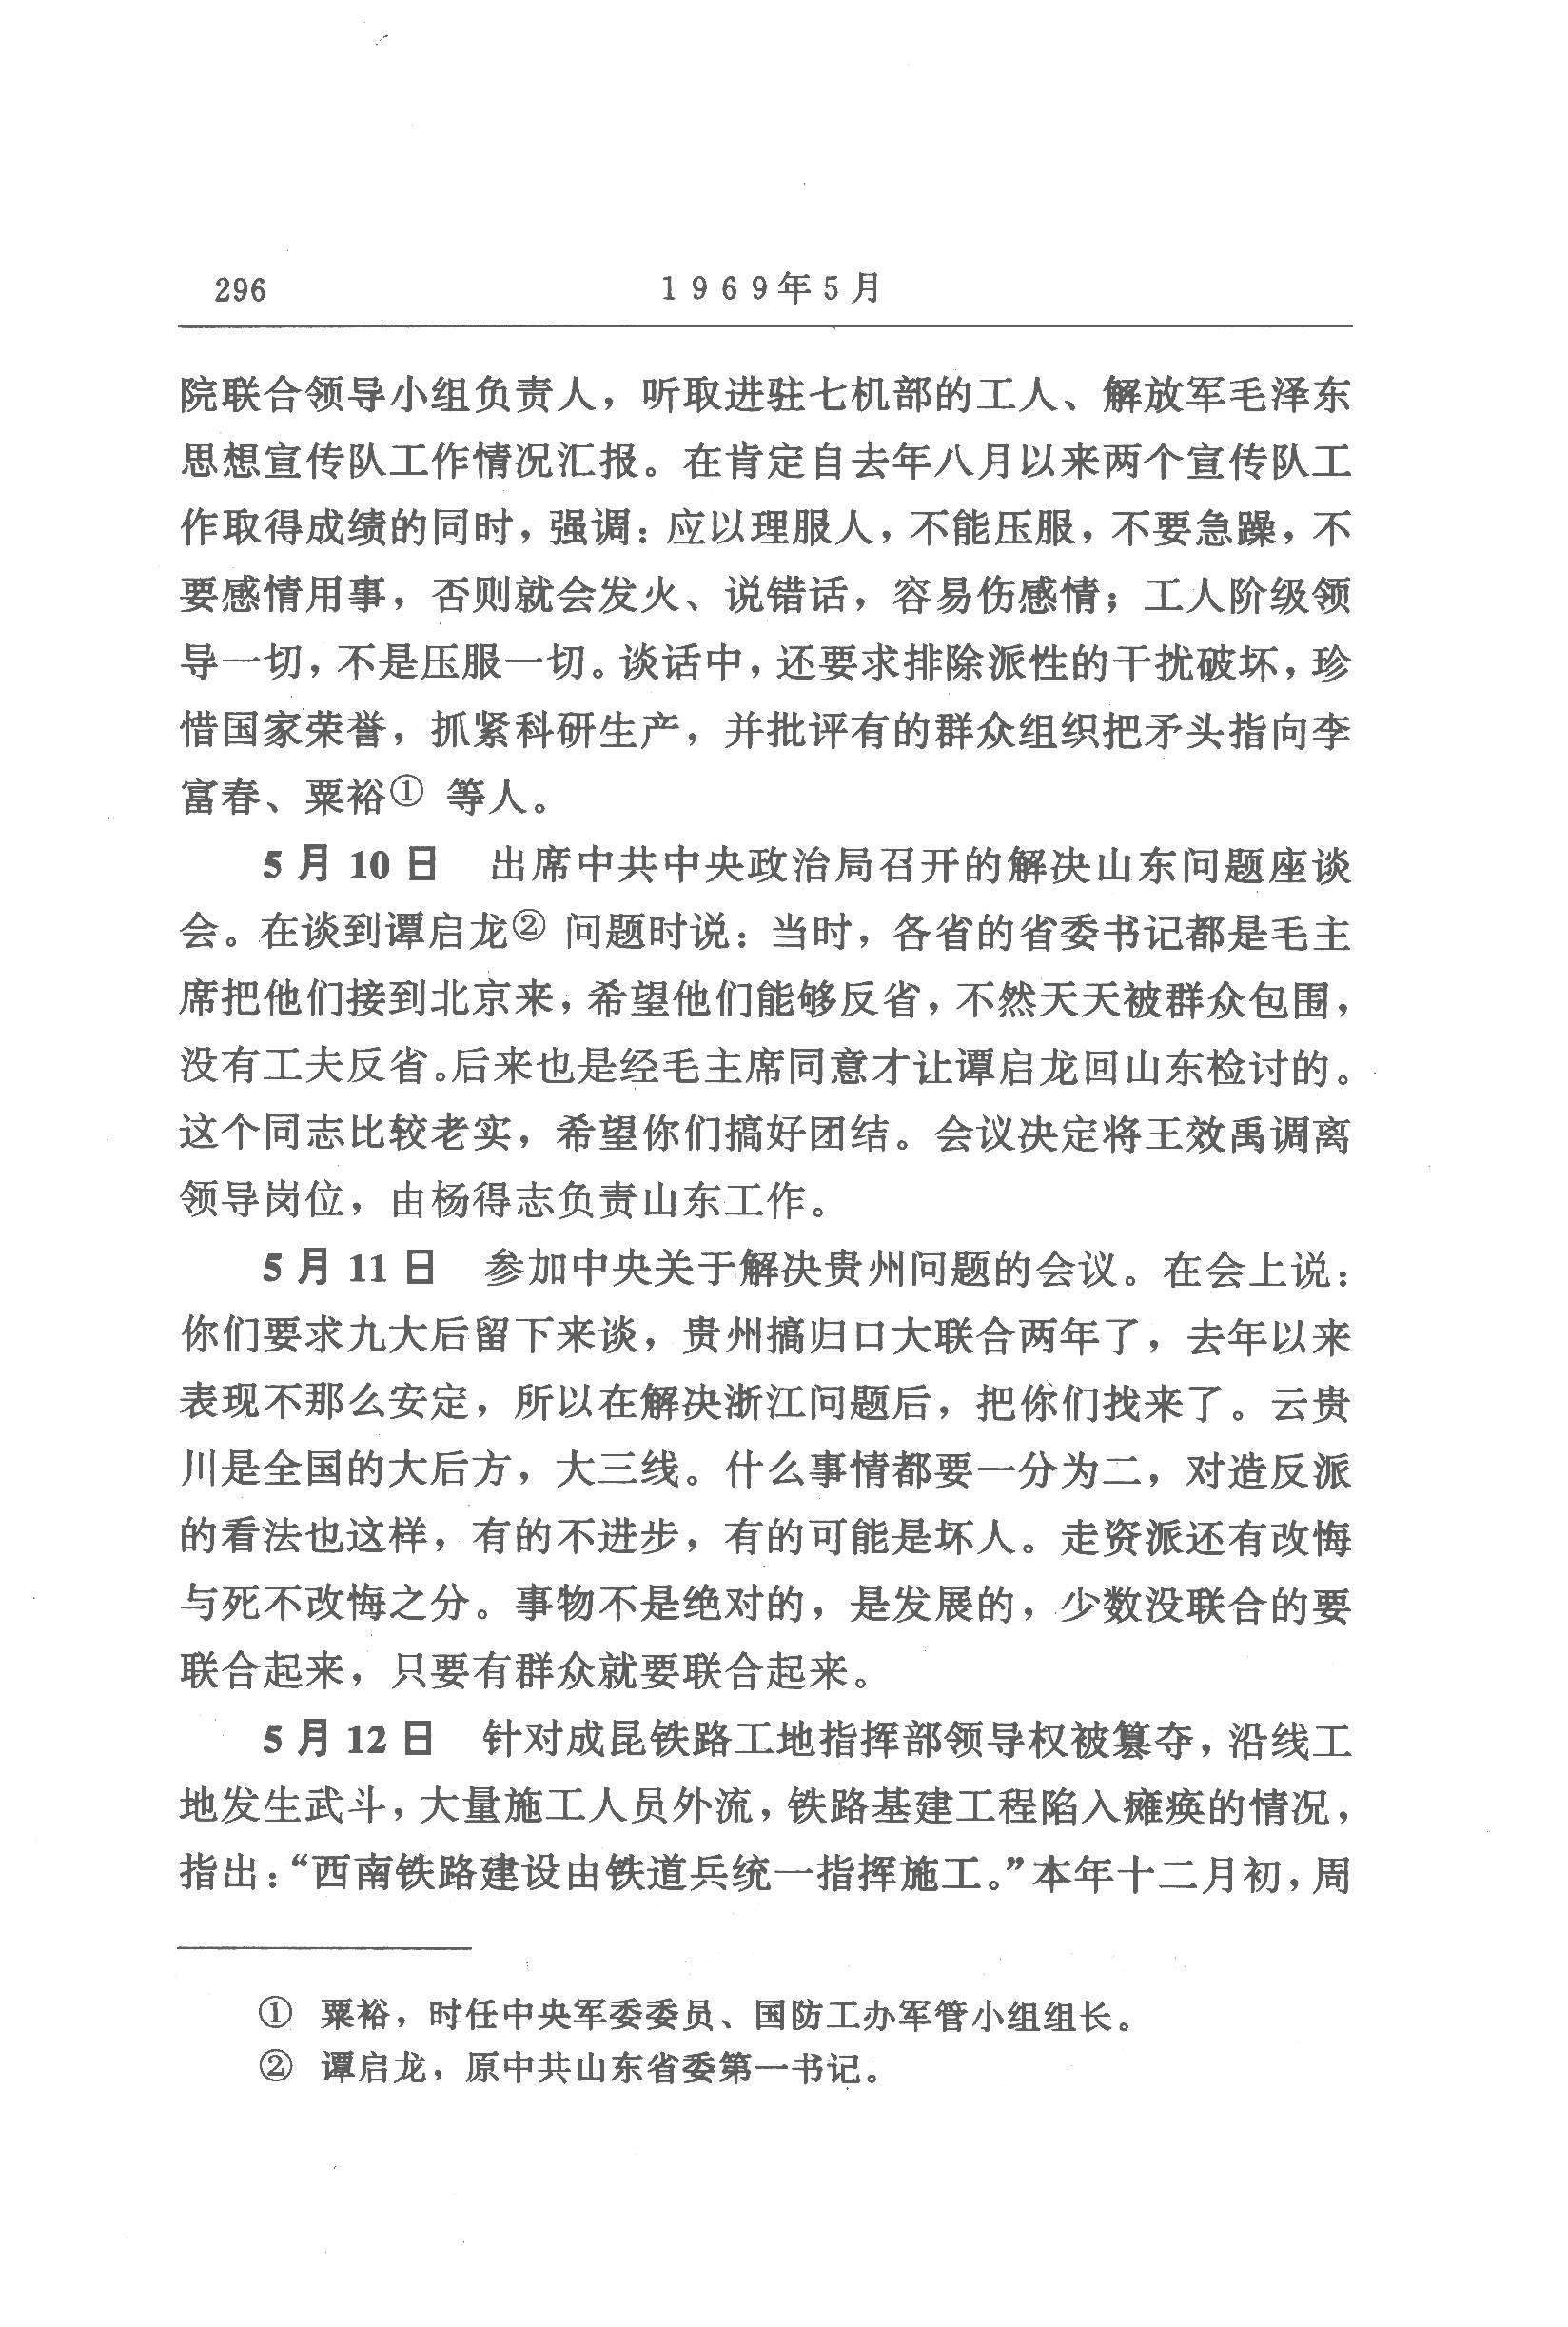 296 1969年5月
院联合领导小组负责人，听取进驻七机部的工人、解放军毛泽东
思想宣传队工作情况汇报。在肯定自去年八月以来两个宣传队工
作取得成绩的同时，强调：应以理服人，不能压服，不要急躁，不
要感情用事，否则就会发火、说错话，容易伤感情；工人阶级领
导一切，不是压服一切。谈话中，还要求排除派性的干扰破坏，珍
惜国家荣誉，抓紧科研生产，并批评有的群众组织把矛头指向李
富春、粟裕① 等人。
5月10日 出席中共中央政治局召开的解决山东问题座谈
会。在谈到谭启龙② 问题时说：当时，各省的省委书记都是毛主
席把他们接到北京来，希望他们能够反省，不然天天被群众包围，
没有工夫反省。后来也是经毛主席同意才让谭启龙回山东检讨的。
这个同志比较老实，希望你们搞好团结。会议决定将王效禹调离
领导岗位，由杨得志负责山东工作。
5月11日 参加中央关于解决贵州问题的会议。在会上说：
你们要求九大后留下来谈，贵州搞归口大联合两年了，去年以来
表现不那么安定，所以在解决浙江问题后，把你们找来了。云贵
川是全国的大后方，大三线。什么事情都要一分为二，对造反派
的看法也这样，有的不进步，有的可能是坏人。走资派还有改悔
与死不改悔之分。事物不是绝对的，是发展的，少数没联合的要
联合起来，只要有群众就要联合起来。
5月12日 针对成昆铁路工地指挥部领导权被篡夺，沿线工
地发生武斗，大量施工人员外流，铁路基建工程陷入瘫痪的情况，
指出：“西南铁路建设由铁道兵统一指挥施工。”本年十二月初，周
① 粟裕，时任中央军委委员、国防工办军管小组组长。
② 谭启龙，原中共山东省委第一书记。